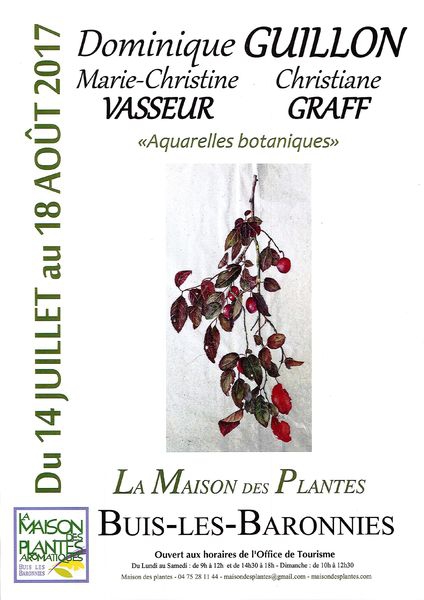 Du 14 JUILLET au 18 AOÛT 2017
Dominique GUILLON
Marie-Christine Christiane
VASSEUR GRAFF
«Aquarelles botaniques»
LA MAISON DES PLANTES
BUIS-LES-BARONNIES
LA
MAISON
DES
PLANTES
AROMATIQUES
BUIS LES
BARONNIES
Ouvert aux horaires de l'Office de Tourisme
Du Lundi au Samedi : de 9h à 12h et de 14h30 à 18h - Dimanche : de 10h à 12h30
Maison des plantes - 04 75 28 11 44 - maisondesplantes@gmail.com - maisondesplantes.com